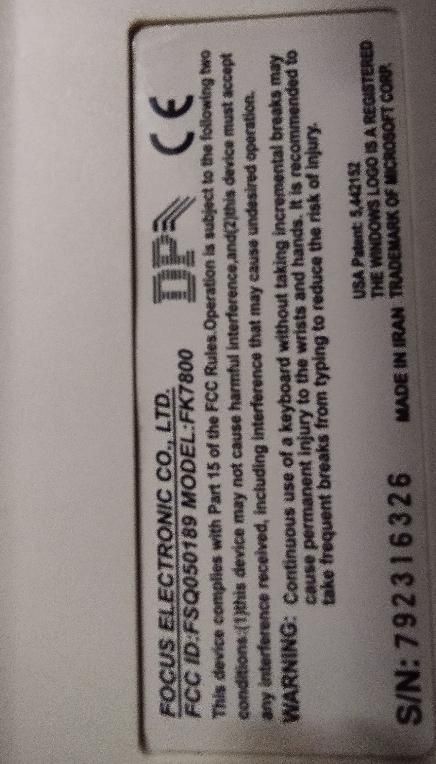 FOCUS ELECTRONIC CO., LTD.
FCC ID:FSQ050189 MODEL:FK7800
CE
This device complies with Part 15 of the FCC Rules.Operation is subject to the following two
conditions:(1)this device may not cause harmful interference,and(2)this device must accept
any interference received, including interference that may cause undesired operation.
WARNING: Continuous use of a keyboard without taking incremental breaks may
cause permanent injury to the wrists and hands. It is recommended to
take frequent breaks from typing to reduce the risk of injury.
USA Patent: 5,442152
THE WINDOWS LOGO IS A REGISTERED
S/N: 792316326 MADE IN IRAN TRADEMARK OF MICROSOFT CORP.